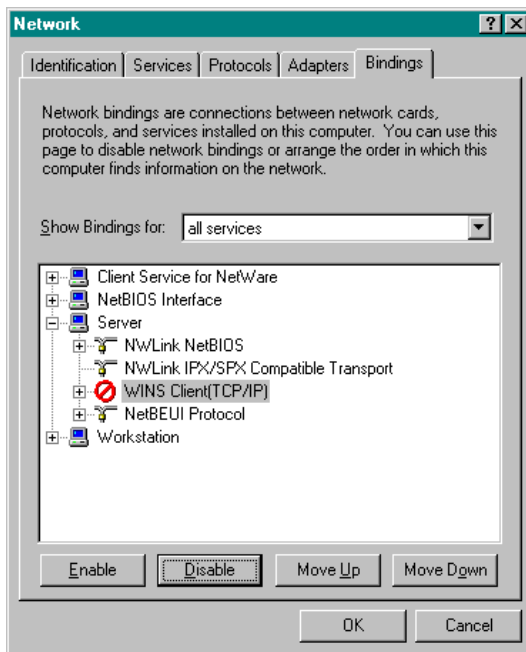 Network
Identification Services Protocols Adapters Bindings
Network bindings are connections between network cards,
protocols, and services installed on this computer. You can use this
page to disable network bindings or arrange the order in which this
computer finds information on the network.
Show Bindings for: all services
Client Service for NetWare
NetBIOS Interface
Server
NWLink NetBIOS
NWLink IPX/SPX Compatible Transport
WINS Client(TCP/IP)
NetBEUI Protocol
Workstation
Enable Disable Move Up Move Down
OK Cancel